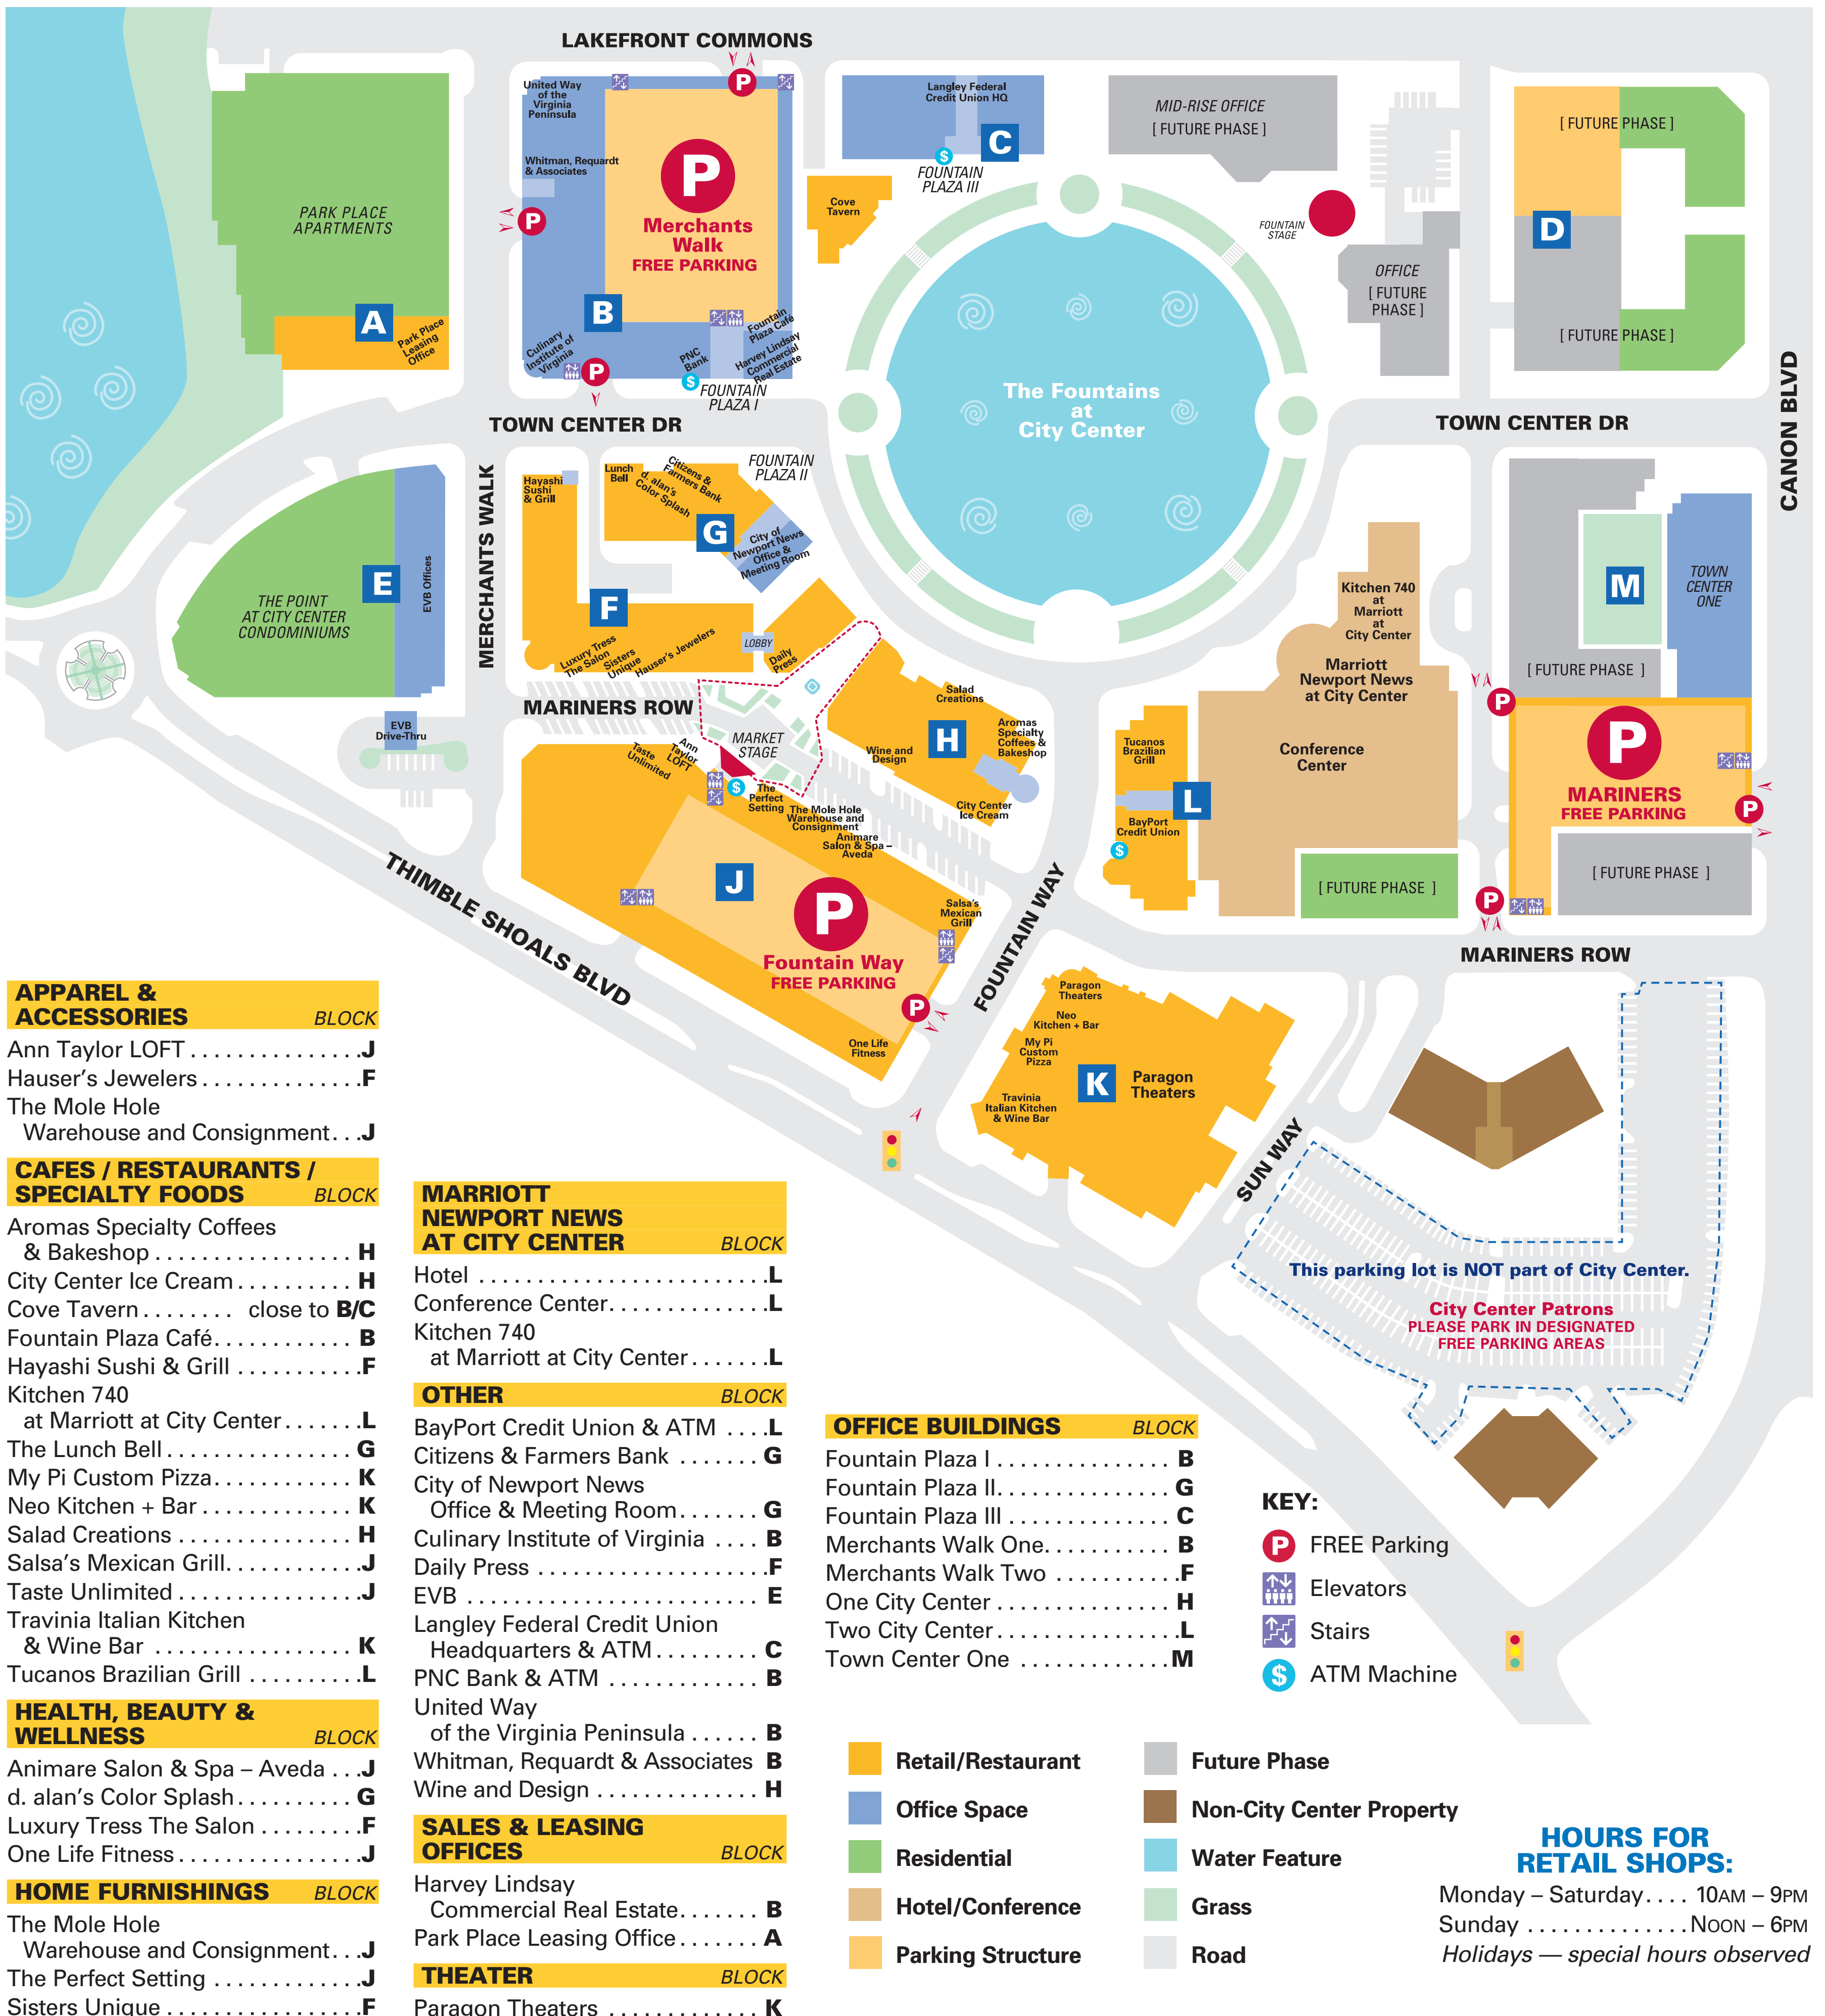 LAKEFRONT COMMONS
United Way
of the
Virginia
Peninsula
Whitman, Requardt
& Associates
P
P
P
Merchants
Walk
FREE PARKING
B
Culinary
Institute of
Virginia
P
PNC
Bank
$
Fountain
Plaza Café
Harvey Lindsay
Commercial
Real Estate
FOUNTAIN
PLAZA I
Langley Federal
Credit Union HQ
C
$
FOUNTAIN
PLAZA III
Cove
Tavern
MID-RISE OFFICE
[ FUTURE PHASE ]
FOUNTAIN
STAGE
OFFICE
[ FUTURE
PHASE ]
[ FUTURE PHASE ]
D
[ FUTURE PHASE ]
PARK PLACE
APARTMENTS
A
Park Place
Leasing
Office
The Fountains
at
City Center
TOWN CENTER DR
TOWN CENTER DR
CANON BLVD
MERCHANTS WALK
THE POINT
AT CITY CENTER
CONDOMINIUMS
E
EVB Offices
EVB
Drive-Thru
Hayashi
Sushi
& Grill
Lunch
Bell
d. alan's
Color Splash
Citizens &
Farmers Bank
FOUNTAIN
PLAZA II
G
City of
Newport News
Office &
Meeting Room
F
Luxury Tress
The Salon
Sisters
Unique
Hauser's Jewelers
LOBBY
Daily
Press
MARINERS ROW
MARKET
STAGE
Salad
Creations
H
Wine and
Design
Aromas
Specialty
Coffees &
Bakeshop
City Center
Ice Cream
Taste
Unlimited
Ann
Taylor
LOFT
$
The
Perfect
Setting
The Mole Hole
Warehouse and
Consignment
Animare
Salon & Spa –
Aveda
J
P
Fountain Way
FREE PARKING
Salsa's
Mexican
Grill
P
One Life
Fitness
THIMBLE SHOALS BLVD
FOUNTAIN WAY
Kitchen 740
at
Marriott
at
City Center
Marriott
Newport News
at City Center
Conference
Center
Tucanos
Brazilian
Grill
L
BayPort
Credit Union
$
[ FUTURE PHASE ]
M
TOWN
CENTER
ONE
[ FUTURE PHASE ]
P
P
MARINERS
FREE PARKING
P
[ FUTURE PHASE ]
P
MARINERS ROW
Paragon
Theaters
Neo
Kitchen + Bar
My Pi
Custom
Pizza
K
Paragon
Theaters
Travinia
Italian Kitchen
& Wine Bar
SUN WAY
This parking lot is NOT part of City Center.
City Center Patrons
PLEASE PARK IN DESIGNATED
FREE PARKING AREAS
APPAREL &
ACCESSORIES BLOCK
Ann Taylor LOFT . . . . . . . . . . . . . . .J
Hauser's Jewelers . . . . . . . . . . . . . .F
The Mole Hole
Warehouse and Consignment. . .J
CAFES / RESTAURANTS /
SPECIALTY FOODS BLOCK
Aromas Specialty Coffees
& Bakeshop . . . . . . . . . . . . . . . . . H
City Center Ice Cream . . . . . . . . . . H
Cove Tavern . . . . . . . . close to B/C
Fountain Plaza Café. . . . . . . . . . . . B
Hayashi Sushi & Grill . . . . . . . . . . .F
Kitchen 740
at Marriott at City Center . . . . . . .L
The Lunch Bell . . . . . . . . . . . . . . . . G
My Pi Custom Pizza. . . . . . . . . . . . K
Neo Kitchen + Bar . . . . . . . . . . . . . K
Salad Creations . . . . . . . . . . . . . . . H
Salsa's Mexican Grill. . . . . . . . . . . .J
Taste Unlimited . . . . . . . . . . . . . . . .J
Travinia Italian Kitchen
& Wine Bar . . . . . . . . . . . . . . . . . K
Tucanos Brazilian Grill . . . . . . . . . .L
HEALTH, BEAUTY &
WELLNESS BLOCK
Animare Salon & Spa – Aveda . . .J
d. alan's Color Splash . . . . . . . . . . G
Luxury Tress The Salon . . . . . . . . .F
One Life Fitness . . . . . . . . . . . . . . . .J
HOME FURNISHINGS BLOCK
The Mole Hole
Warehouse and Consignment. . .J
The Perfect Setting . . . . . . . . . . . . .J
Sisters Unique . . . . . . . . . . . . . . . . .F
MARRIOTT
NEWPORT NEWS
AT CITY CENTER BLOCK
Hotel . . . . . . . . . . . . . . . . . . . . . . . . .L
Conference Center. . . . . . . . . . . . . .L
Kitchen 740
at Marriott at City Center . . . . . . .L
OTHER BLOCK
BayPort Credit Union & ATM . . . .L
Citizens & Farmers Bank . . . . . . . G
City of Newport News
Office & Meeting Room . . . . . . . G
Culinary Institute of Virginia . . . . B
Daily Press . . . . . . . . . . . . . . . . . . . .F
EVB . . . . . . . . . . . . . . . . . . . . . . . . . E
Langley Federal Credit Union
Headquarters & ATM . . . . . . . . . C
PNC Bank & ATM . . . . . . . . . . . . . B
United Way
of the Virginia Peninsula . . . . . . B
Whitman, Requardt & Associates B
Wine and Design . . . . . . . . . . . . . . H
SALES & LEASING
OFFICES BLOCK
Harvey Lindsay
Commercial Real Estate. . . . . . . B
Park Place Leasing Office . . . . . . . A
THEATER BLOCK
Paragon Theaters . . . . . . . . . . . . . K
OFFICE BUILDINGS BLOCK
Fountain Plaza I . . . . . . . . . . . . . . . B
Fountain Plaza II. . . . . . . . . . . . . . . G
Fountain Plaza III . . . . . . . . . . . . . . C
Merchants Walk One. . . . . . . . . . . B
Merchants Walk Two . . . . . . . . . . .F
One City Center . . . . . . . . . . . . . . . H
Two City Center . . . . . . . . . . . . . . . .L
Town Center One . . . . . . . . . . . . . M
KEY:
P FREE Parking
Elevators
Stairs
$ ATM Machine
Retail/Restaurant
Office Space
Residential
Hotel/Conference
Parking Structure
Future Phase
Non-City Center Property
Water Feature
Grass
Road
HOURS FOR
RETAIL SHOPS:
Monday – Saturday . . . . 10AM – 9PM
Sunday . . . . . . . . . . . . . . NOON – 6PM
Holidays — special hours observed